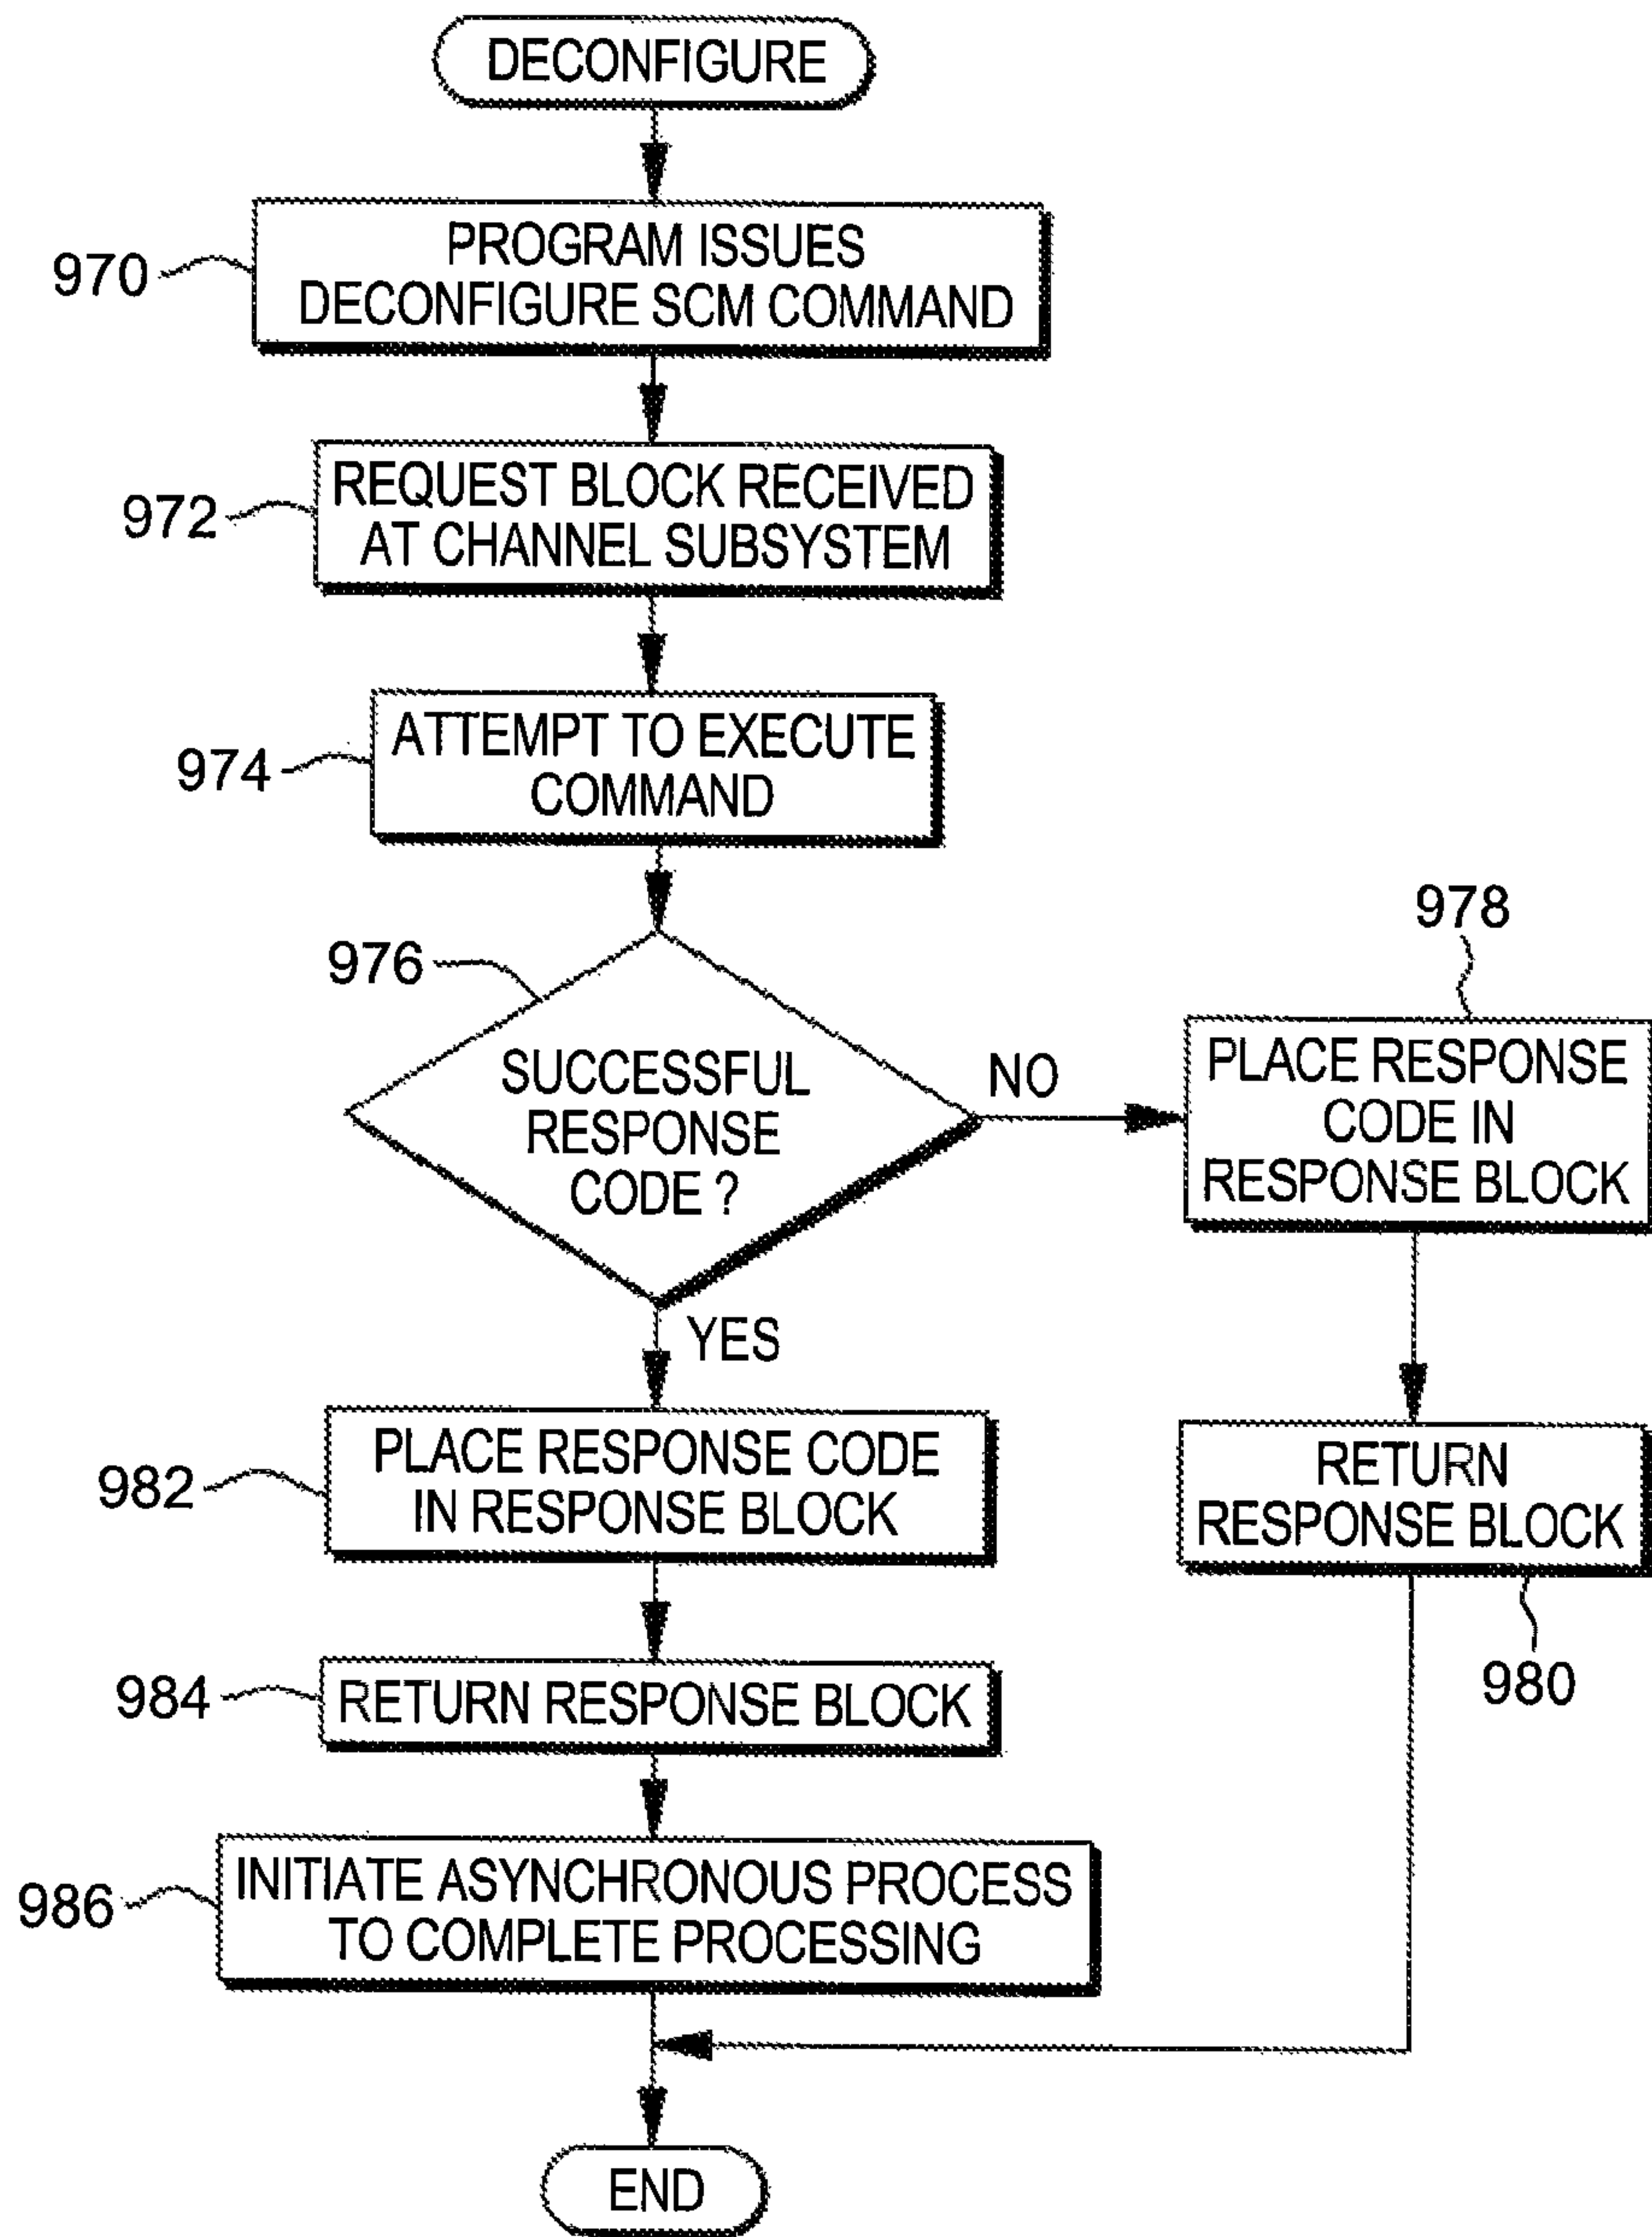 DECONFIGURE
970
PROGRAM ISSUES
DECONFIGURE SCM COMMAND
972
REQUEST BLOCK RECEIVED
AT CHANNEL SUBSYSTEM
974
ATTEMPT TO EXECUTE
COMMAND
976
SUCCESSFUL
RESPONSE
CODE ?
NO
978
PLACE RESPONSE
CODE IN
RESPONSE BLOCK
YES
982
PLACE RESPONSE CODE
IN RESPONSE BLOCK
RETURN
RESPONSE BLOCK
980
984
RETURN RESPONSE BLOCK
986
INITIATE ASYNCHRONOUS PROCESS
TO COMPLETE PROCESSING
END